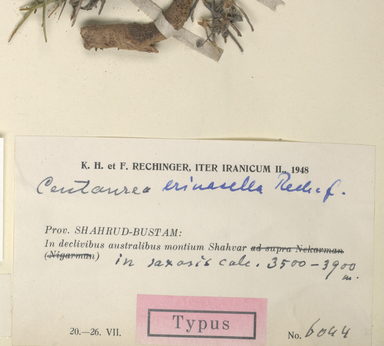 K. H. et F. RECHINGER, ITER IRANICUM II., 1948
Centaurea erinacella Rech. f.
Prov. SHAHRUD-BUSTAM:
In declivibus australibus montium Shahvar ad supra Nekarman
(Nigarman) in saxosis calc. 3500-3900
m.
Typus
20.—26. VII.
No. 6044